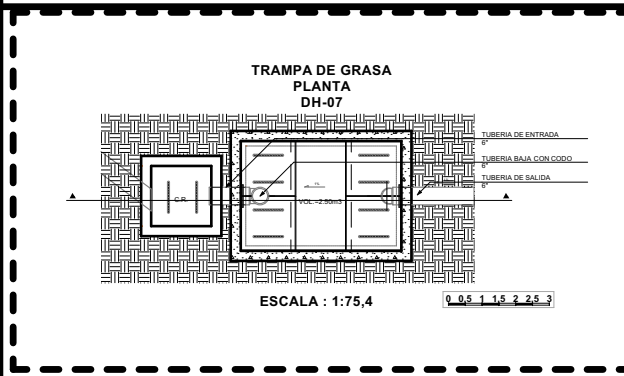 TRAMPA DE GRASA
PLANTA
DH-07
TUBERIA DE ENTRADA
6"
TUBERIA BAJA CON CODO
6"
TUBERIA DE SALIDA
6"
C.R.
VOL.=2.50m3
ESCALA : 1:75,4
0 0,5 1 1,5 2 2,5 3